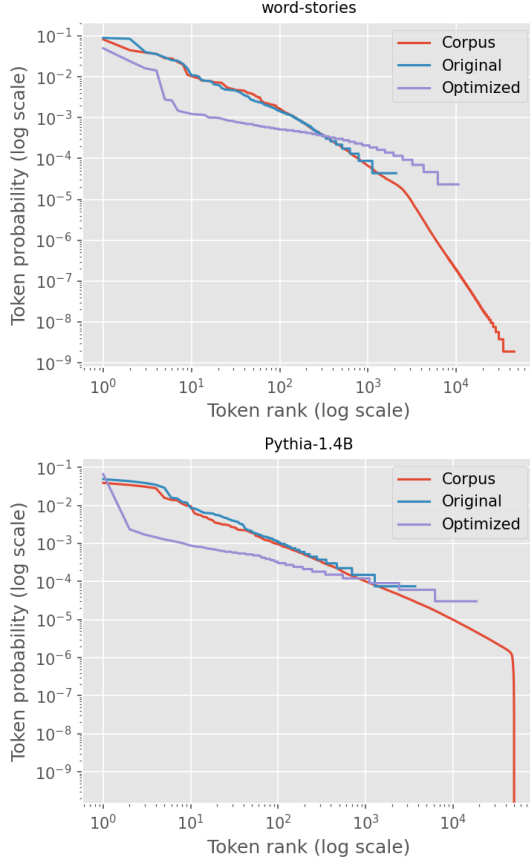 word-stories
Token probability (log scale)
10⁻¹
10⁻²
10⁻³
10⁻⁴
10⁻⁵
10⁻⁶
10⁻⁷
10⁻⁸
10⁻⁹
Corpus
Original
Optimized
10⁰ 10¹ 10² 10³ 10⁴
Token rank (log scale)
Pythia-1.4B
Token probability (log scale)
10⁻¹
10⁻²
10⁻³
10⁻⁴
10⁻⁵
10⁻⁶
10⁻⁷
10⁻⁸
10⁻⁹
Corpus
Original
Optimized
10⁰ 10¹ 10² 10³ 10⁴
Token rank (log scale)